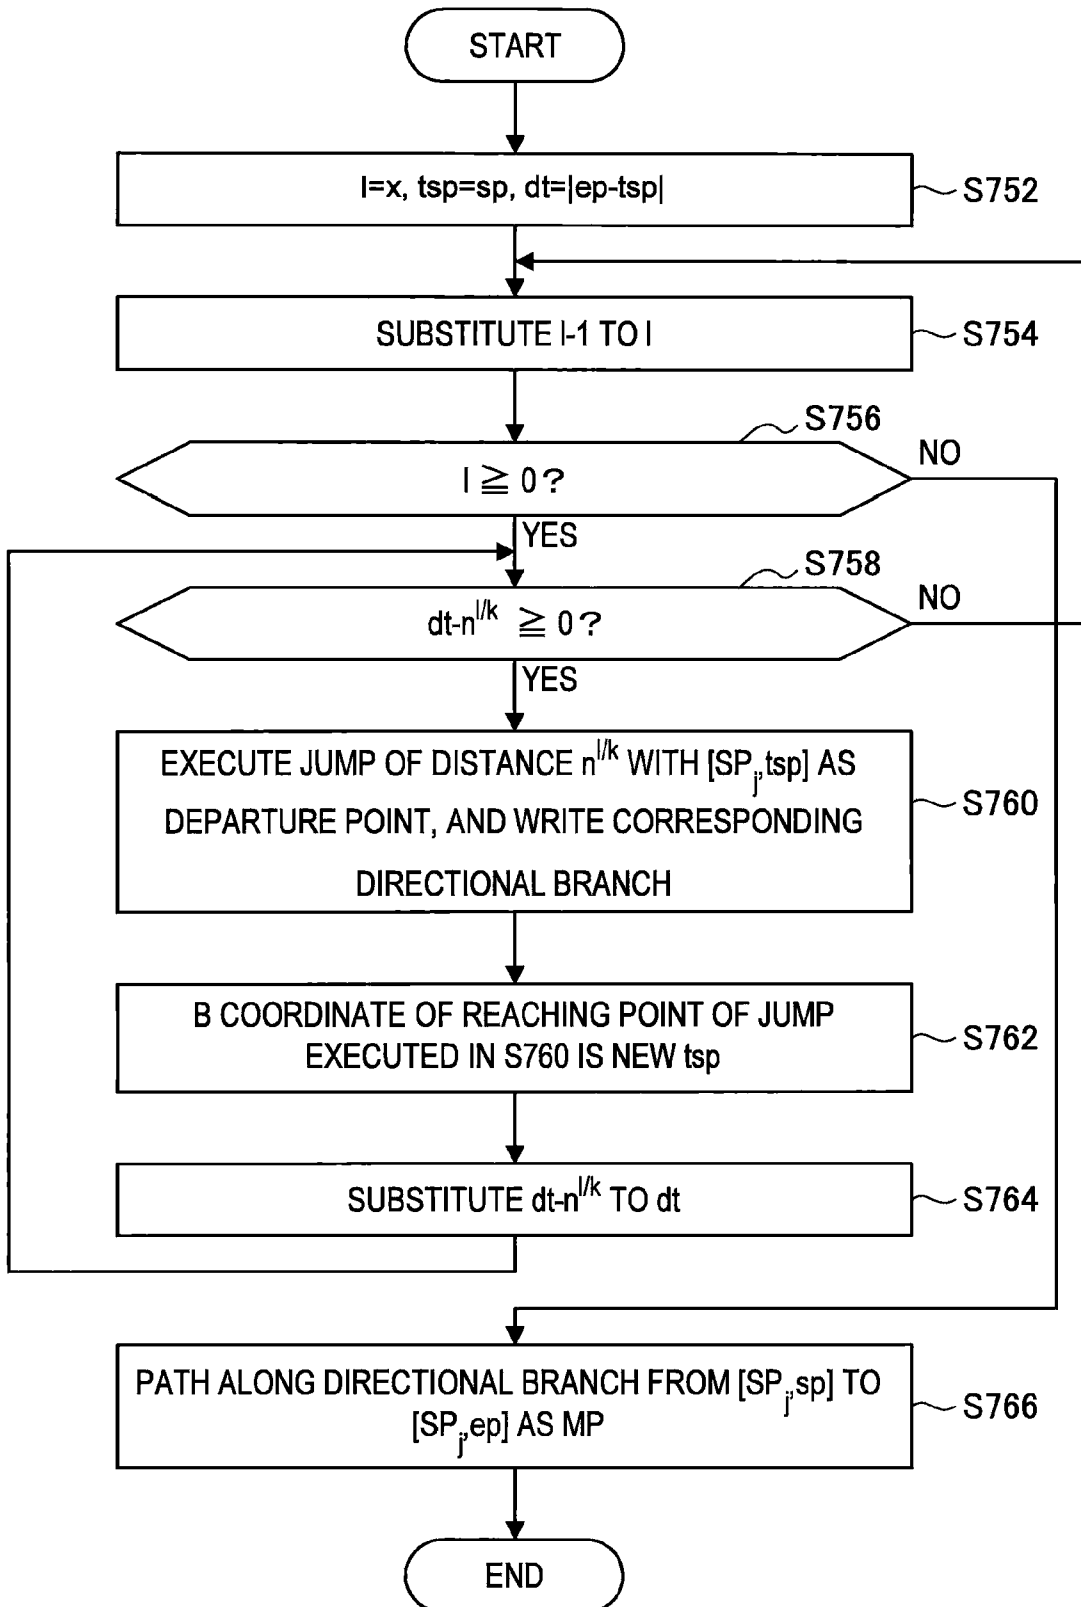 START
l=x, tsp=sp, dt=|ep-tsp|
S752
SUBSTITUTE l-1 TO l
S754
S756
l ≧ 0?
NO
YES
S758
dt-n^{l/k} ≧ 0?
NO
YES
EXECUTE JUMP OF DISTANCE n^{l/k} WITH [SP_j,tsp] AS
DEPARTURE POINT, AND WRITE CORRESPONDING
DIRECTIONAL BRANCH
S760
B COORDINATE OF REACHING POINT OF JUMP
EXECUTED IN S760 IS NEW tsp
S762
SUBSTITUTE dt-n^{l/k} TO dt
S764
PATH ALONG DIRECTIONAL BRANCH FROM [SP_j,sp] TO
[SP_j,ep] AS MP
S766
END